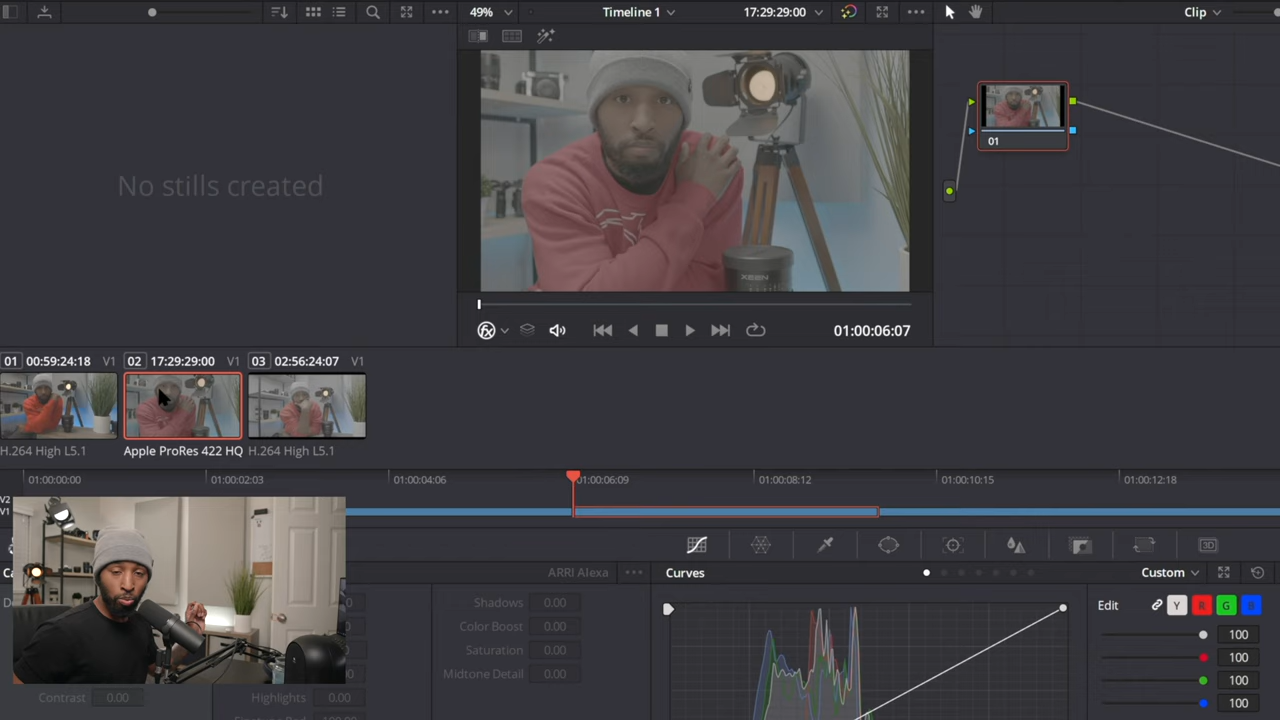 49%
Timeline 1
17:29:29:00
Clip
No stills created
XEEN
01
01:00:06:07
01 00:59:24:18 V1
02 17:29:29:00 V1
03 02:56:24:07 V1
H.264 High L5.1
Apple ProRes 422 HQ
H.264 High L5.1
01:00:00:00
01:00:02:03
01:00:04:06
01:00:06:09
01:00:08:12
01:00:10:15
01:00:12:18
V2
V1
3D
ARRI Alexa
Curves
Custom
Shadows 0.00
Color Boost 0.00
Saturation 0.00
Midtone Detail 0.00
Contrast 0.00
Highlights 0.00
Edit Y R G B
100
100
100
100